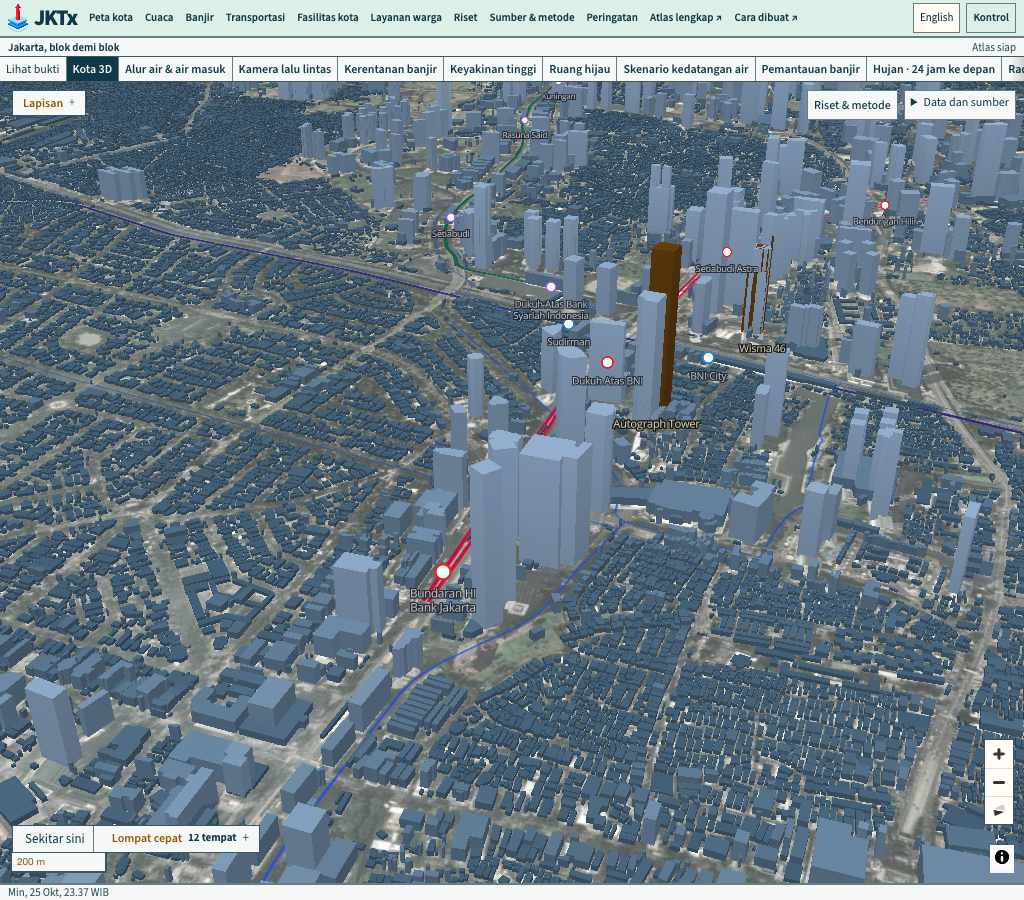 JKTx
Peta kota
Cuaca
Banjir
Transportasi
Fasilitas kota
Layanan warga
Riset
Sumber & metode
Peringatan
Atlas lengkap ↗
Cara dibuat ↗
English
Kontrol
Jakarta, blok demi blok
Atlas siap
Lihat bukti
Kota 3D
Alur air & air masuk
Kamera lalu lintas
Kerentanan banjir
Keyakinan tinggi
Ruang hijau
Skenario kedatangan air
Pemantauan banjir
Hujan · 24 jam ke depan
Lapisan +
Riset & metode
▶ Data dan sumber
Kuningan
Rasuna Said
Setiabudi
Bendungan Hilir
Setiabudi Astra
Dukuh Atas Bank
Syariah Indonesia
Sudirman
Wisma 46
Dukuh Atas BNI
BNI City
Autograph Tower
Bundaran HI
Bank Jakarta
Sekitar sini
Lompat cepat 12 tempat +
200 m
Min, 25 Okt, 23.37 WIB